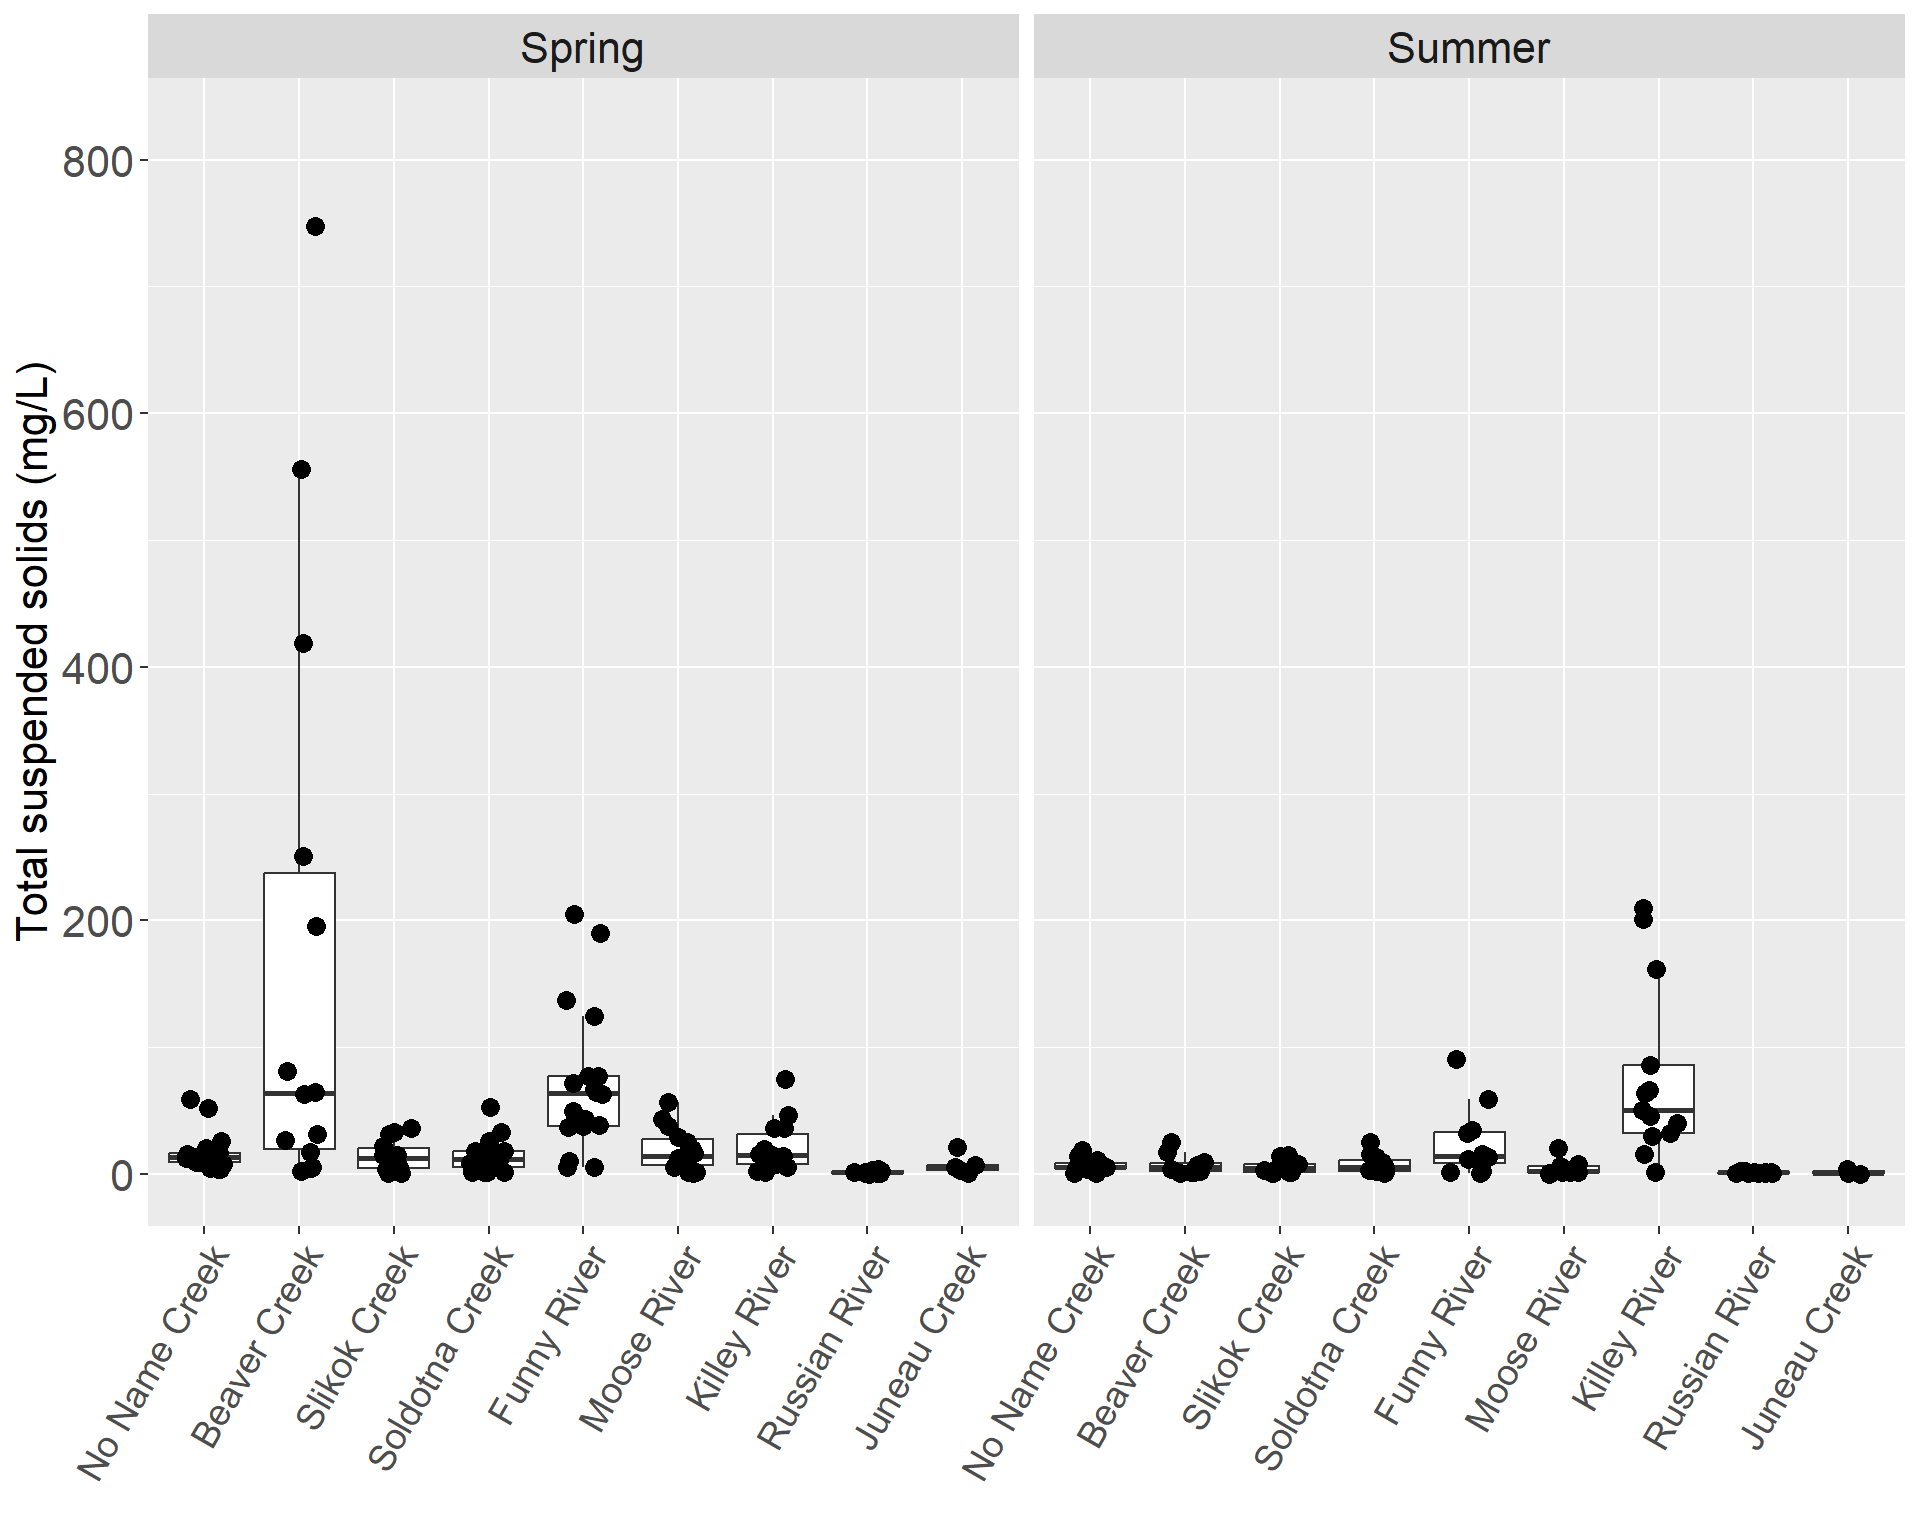 Spring
Summer
Total suspended solids (mg/L)
800
600
400
200
0
No Name Creek
Beaver Creek
Slikok Creek
Soldotna Creek
Funny River
Moose River
Killey River
Russian River
Juneau Creek
No Name Creek
Beaver Creek
Slikok Creek
Soldotna Creek
Funny River
Moose River
Killey River
Russian River
Juneau Creek